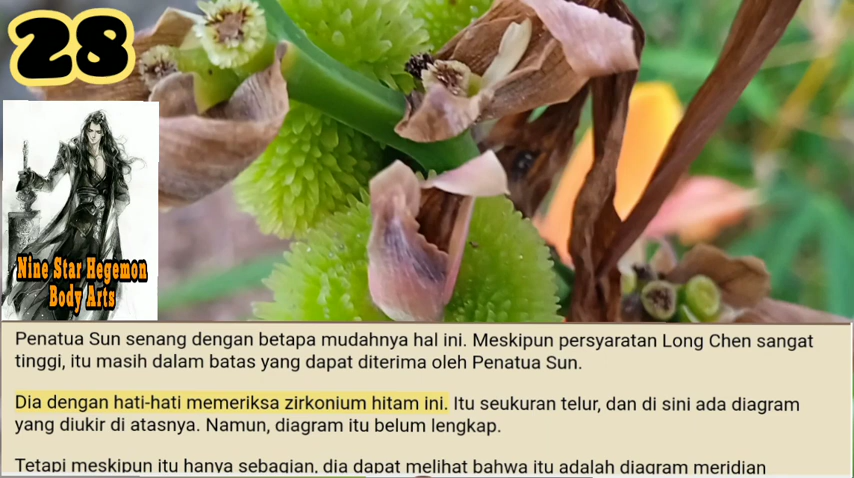 28
Nine Star Hegemon
Body Arts
Penatua Sun senang dengan betapa mudahnya hal ini. Meskipun persyaratan Long Chen sangat
tinggi, itu masih dalam batas yang dapat diterima oleh Penatua Sun.
Dia dengan hati-hati memeriksa zirkonium hitam ini. Itu seukuran telur, dan di sini ada diagram
yang diukir di atasnya. Namun, diagram itu belum lengkap.
Tetapi meskipun itu hanya sebagian, dia dapat melihat bahwa itu adalah diagram meridian